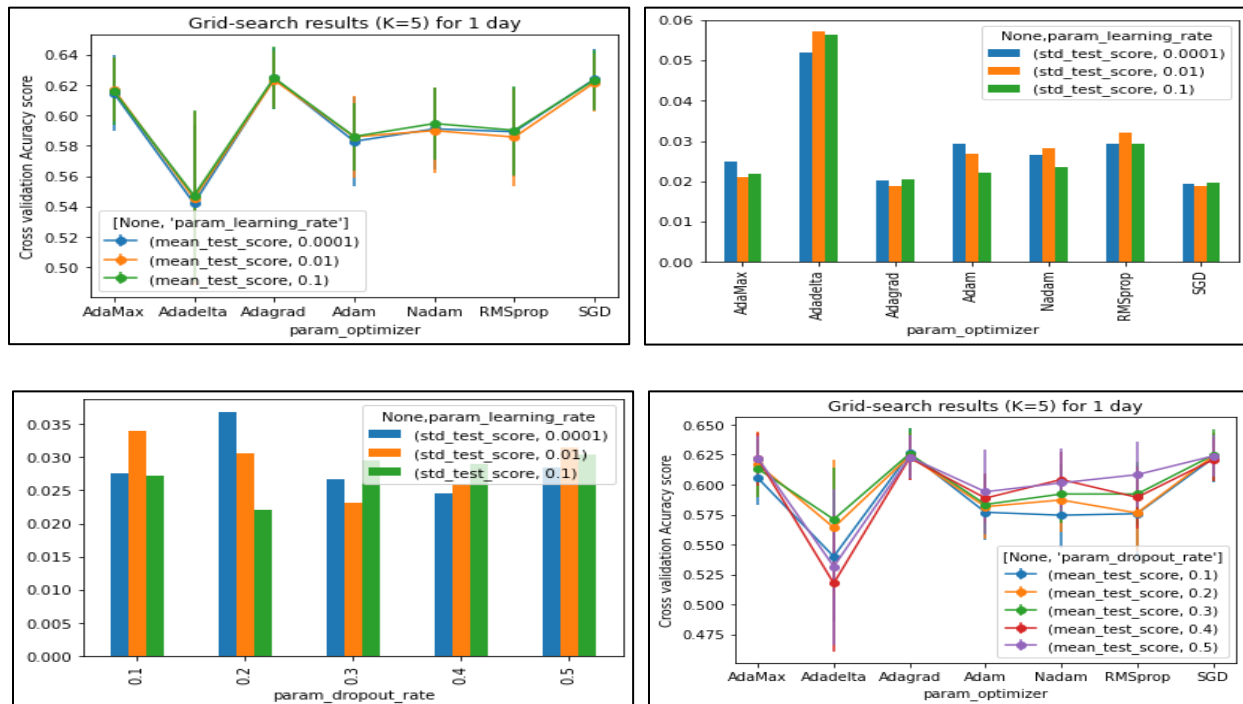 Grid-search results (K=5) for 1 day
Cross validation Acuracy score
0.64
0.62
0.60
0.58
0.56
0.54
0.52
0.50
[None, 'param_learning_rate']
(mean_test_score, 0.0001)
(mean_test_score, 0.01)
(mean_test_score, 0.1)
AdaMax Adadelta Adagrad Adam Nadam RMSprop SGD
param_optimizer
0.06
0.05
0.04
0.03
0.02
0.01
0.00
None,param_learning_rate
(std_test_score, 0.0001)
(std_test_score, 0.01)
(std_test_score, 0.1)
AdaMax
Adadelta
Adagrad
Adam
Nadam
RMSprop
SGD
param_optimizer
0.035
0.030
0.025
0.020
0.015
0.010
0.005
0.000
None,param_learning_rate
(std_test_score, 0.0001)
(std_test_score, 0.01)
(std_test_score, 0.1)
0.1
0.2
0.3
0.4
0.5
param_dropout_rate
Grid-search results (K=5) for 1 day
Cross validation Acuracy score
0.650
0.625
0.600
0.575
0.550
0.525
0.500
0.475
[None, 'param_dropout_rate']
(mean_test_score, 0.1)
(mean_test_score, 0.2)
(mean_test_score, 0.3)
(mean_test_score, 0.4)
(mean_test_score, 0.5)
AdaMax Adadelta Adagrad Adam Nadam RMSprop SGD
param_optimizer